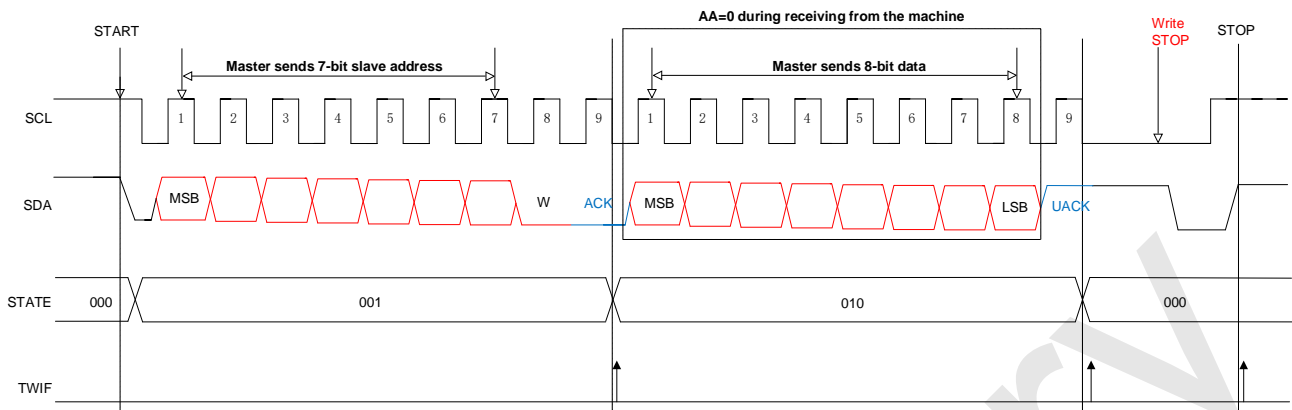 AA=0 during receiving from the machine
START
Write
STOP
STOP
Master sends 7-bit slave address
Master sends 8-bit data
SCL
1 2 3 4 5 6 7 8 9 1 2 3 4 5 6 7 8 9
SDA
MSB W ACK MSB LSB UACK
STATE 000 001 010 000
TWIF